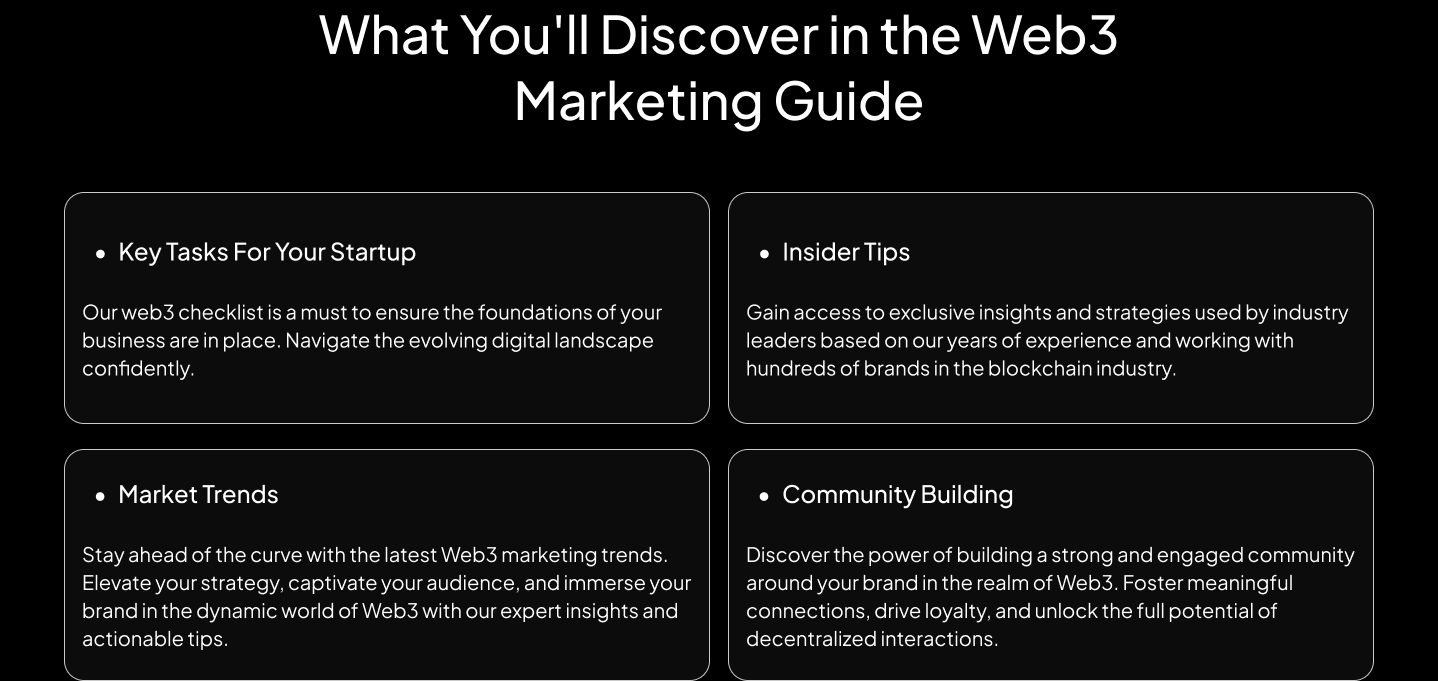 What You'll Discover in the Web3
Marketing Guide
• Key Tasks For Your Startup
Our web3 checklist is a must to ensure the foundations of your
business are in place. Navigate the evolving digital landscape
confidently.
• Insider Tips
Gain access to exclusive insights and strategies used by industry
leaders based on our years of experience and working with
hundreds of brands in the blockchain industry.
• Market Trends
Stay ahead of the curve with the latest Web3 marketing trends.
Elevate your strategy, captivate your audience, and immerse your
brand in the dynamic world of Web3 with our expert insights and
actionable tips.
• Community Building
Discover the power of building a strong and engaged community
around your brand in the realm of Web3. Foster meaningful
connections, drive loyalty, and unlock the full potential of
decentralized interactions.